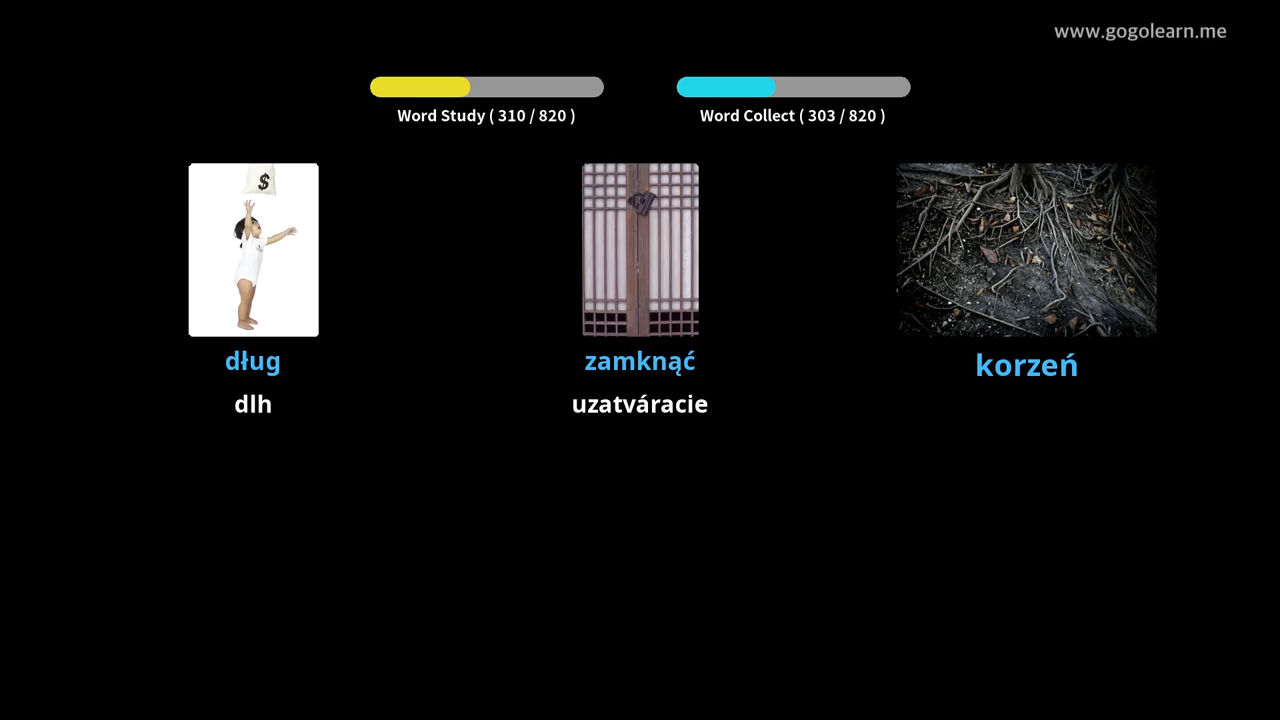 www.gogolearn.me
Word Study ( 310 / 820 )
Word Collect ( 303 / 820 )
$
dług
zamknąć
korzeń
dlh
uzatváracie